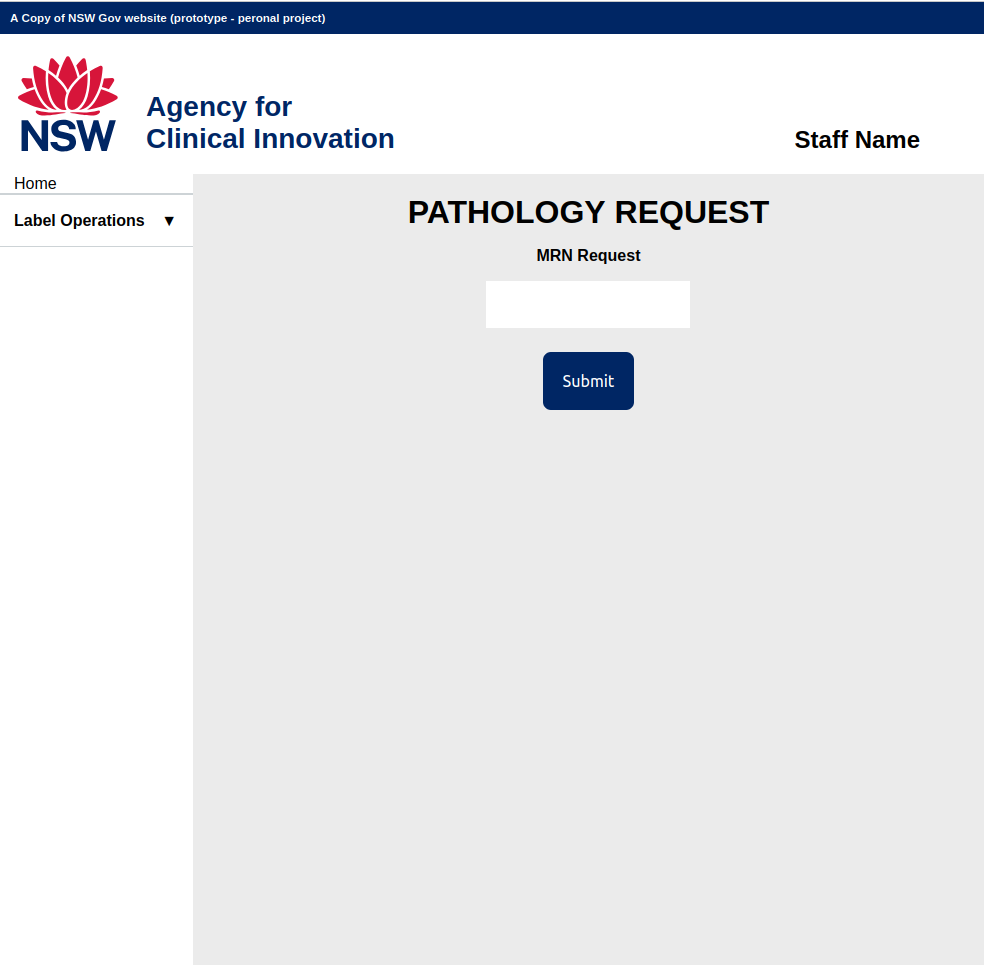 A Copy of NSW Gov website (prototype - peronal project)
NSW
Agency for
Clinical Innovation
Staff Name
Home
Label Operations ▼
PATHOLOGY REQUEST
MRN Request
Submit